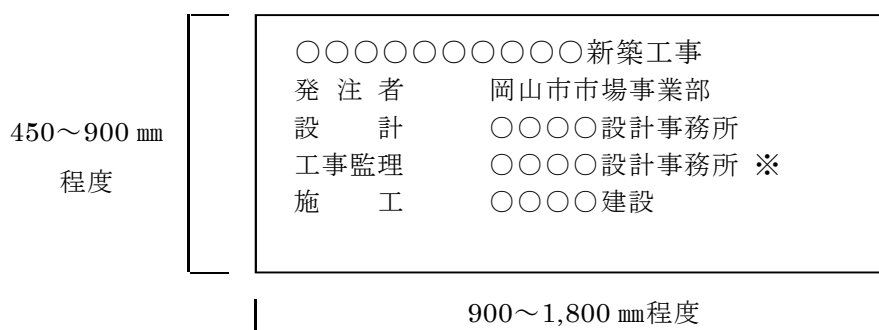 ○○○○○○○○○○新築工事
発注者 岡山市市場事業部
設計 ○○○○設計事務所
工事監理 ○○○○設計事務所 ※
施工 ○○○○建設
450～900 ㎜
程度
900～1,800 ㎜程度